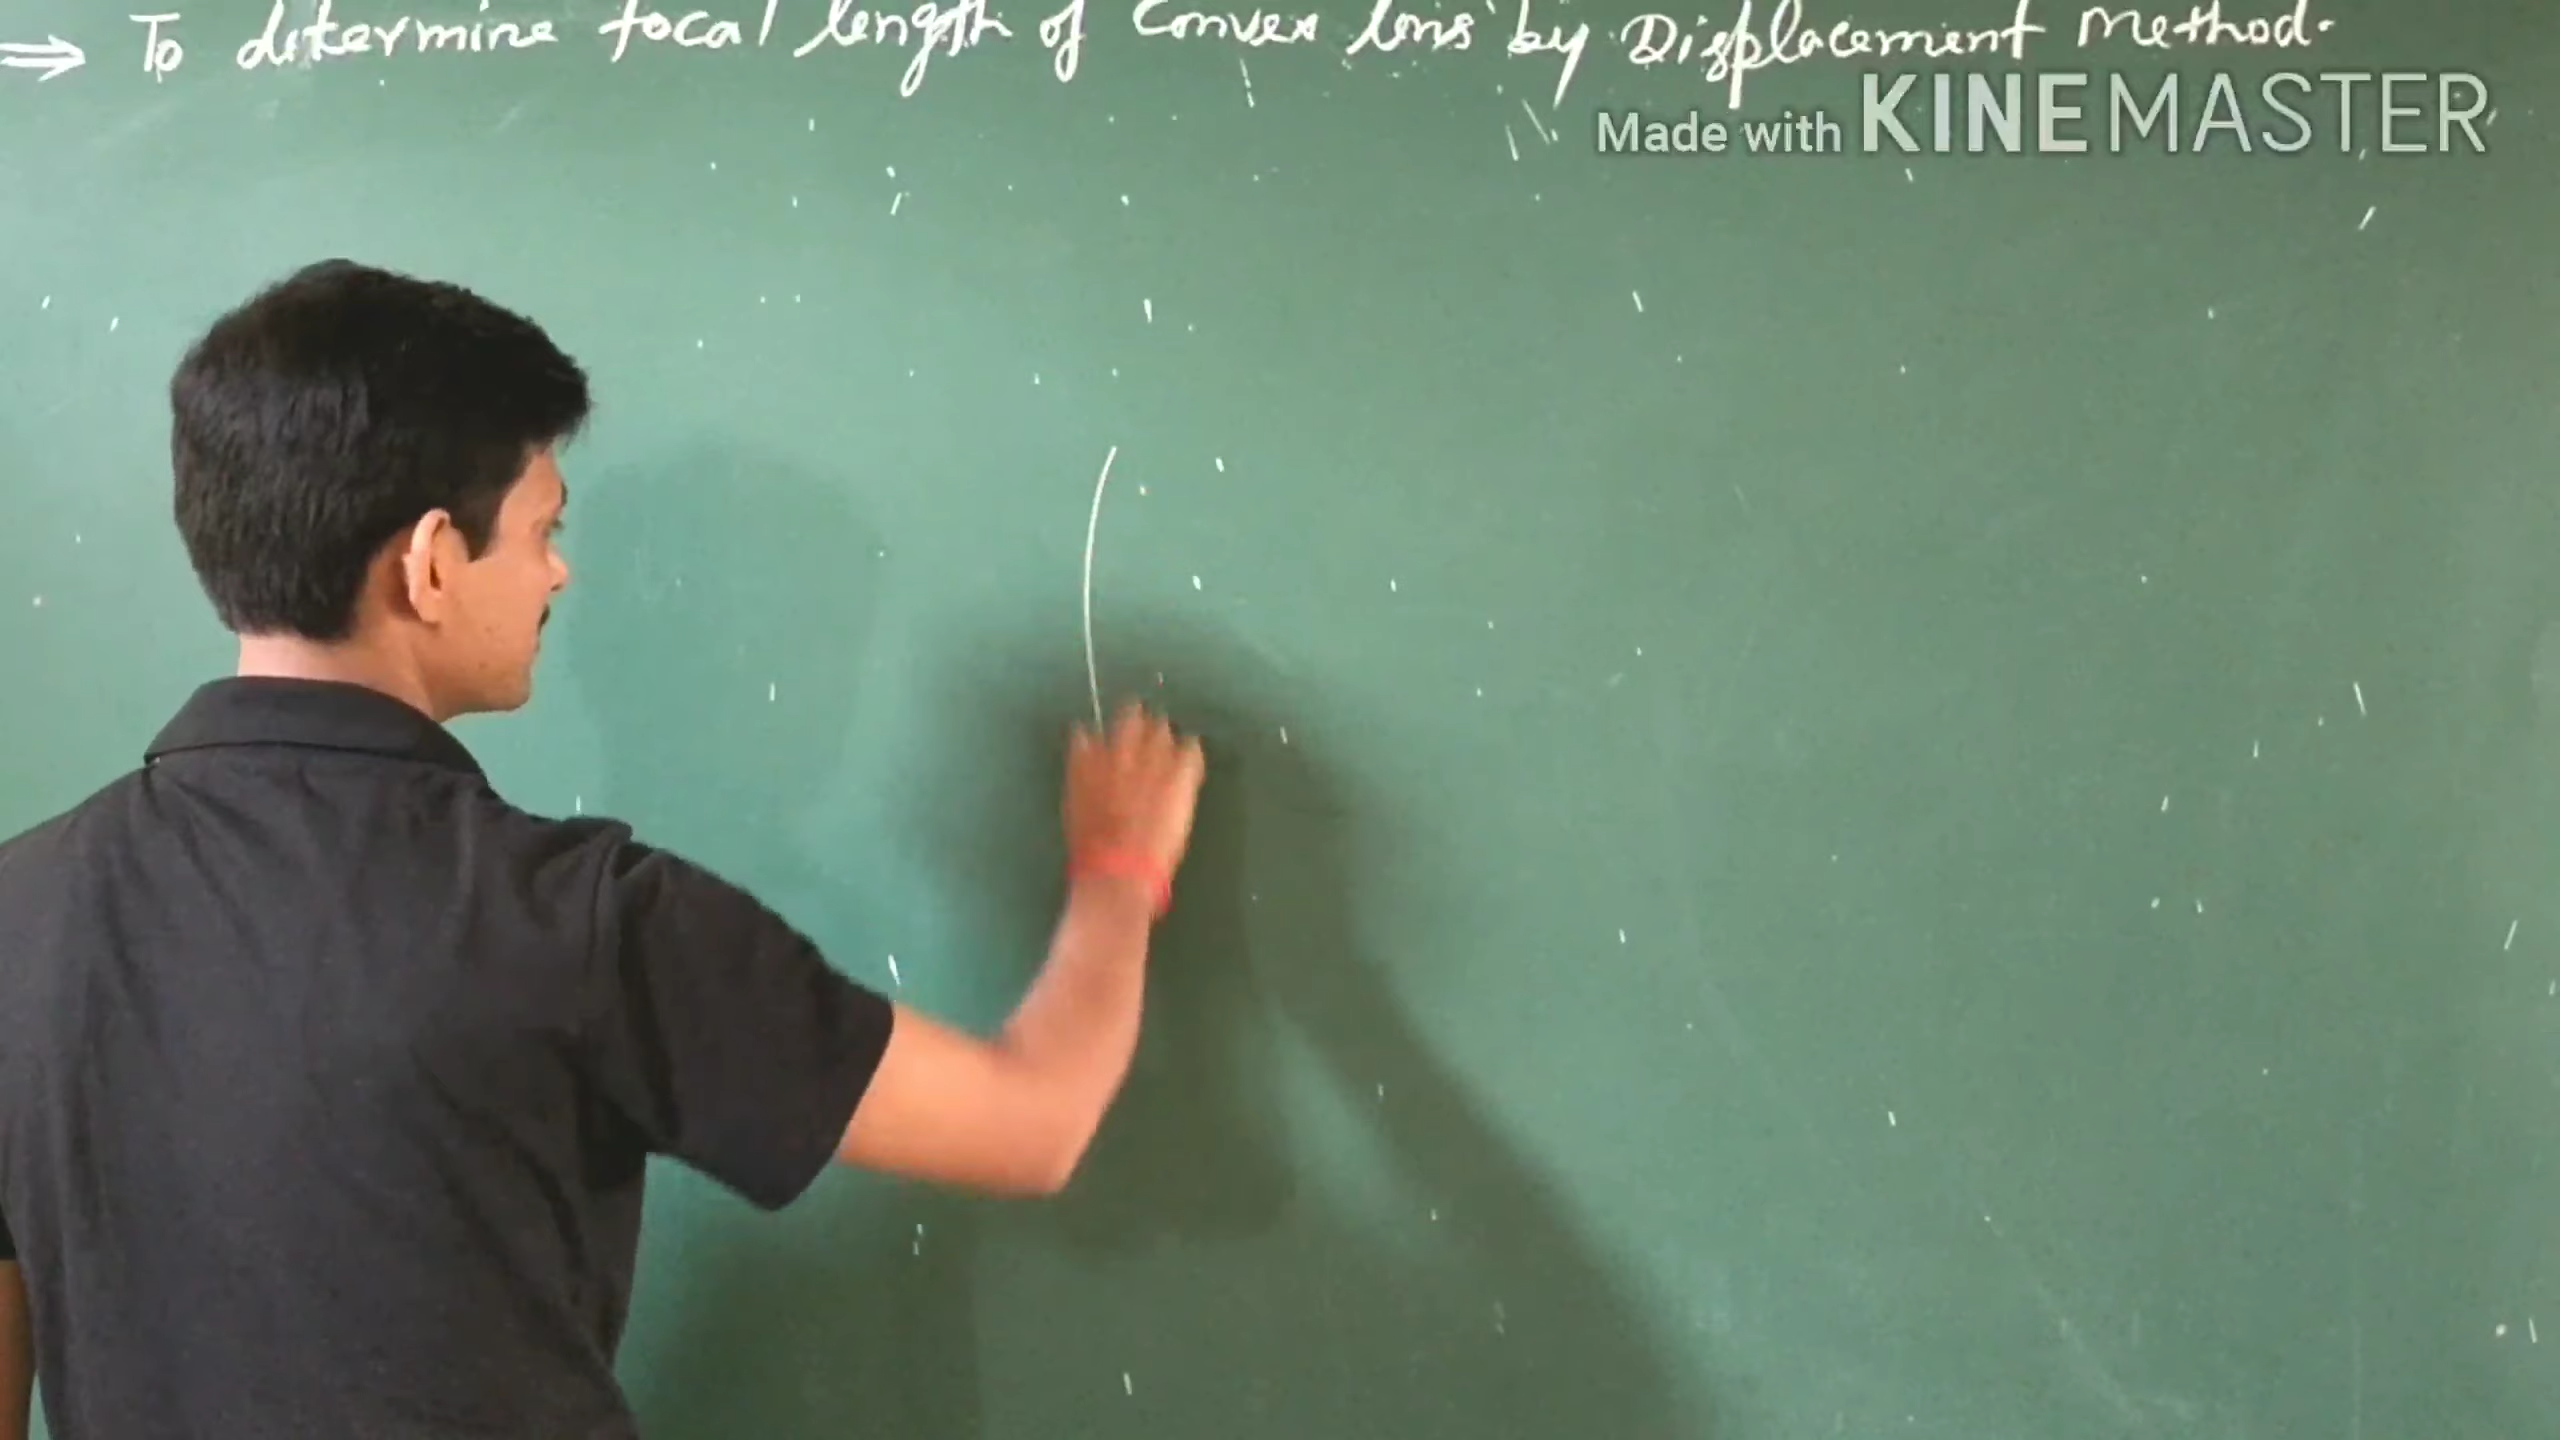 ⇒ To determine focal length of Convex lens by Displacement Method.
Made with KINEMASTER